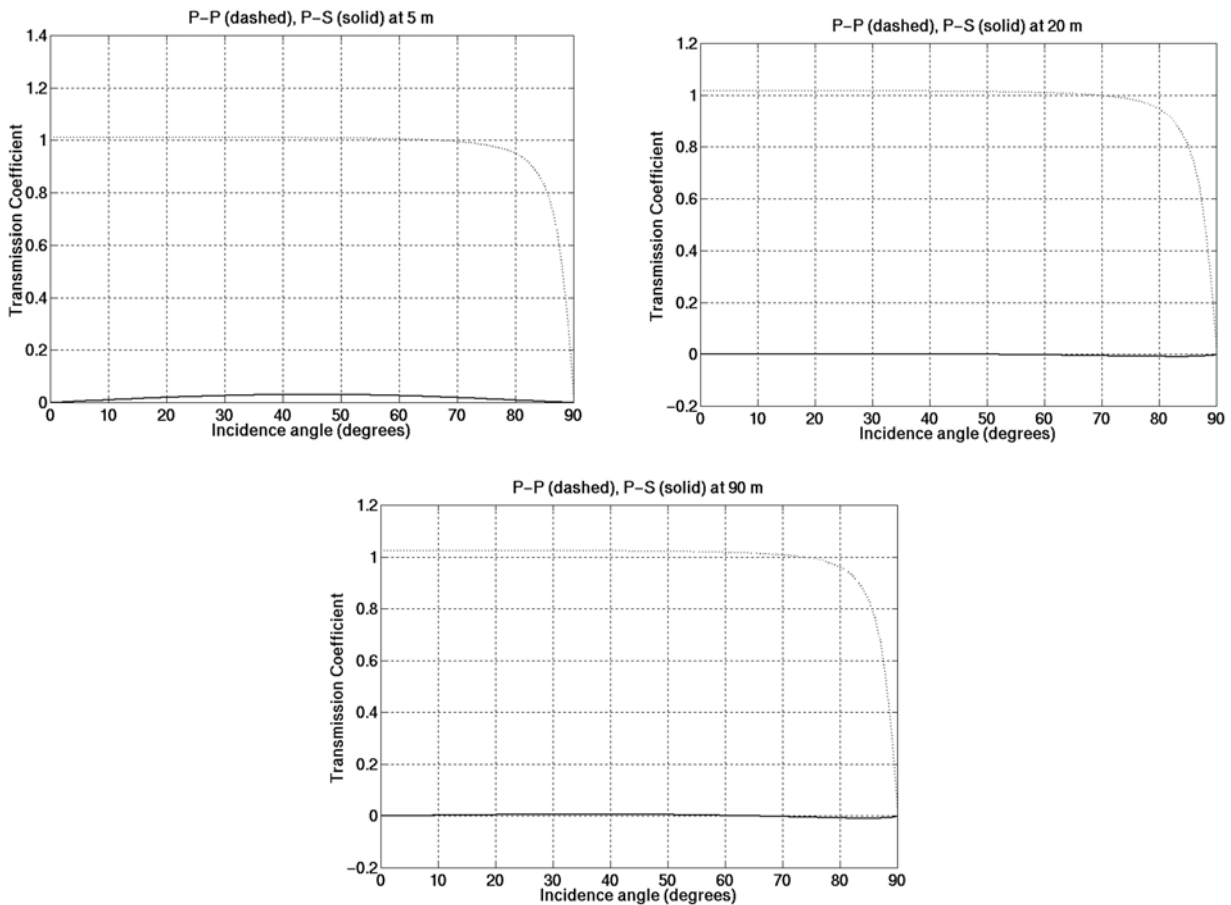 P–P (dashed), P–S (solid) at 5 m
1.4
1.2
1
0.8
0.6
0.4
0.2
0
Transmission Coefficient
0 10 20 30 40 50 60 70 80 90
Incidence angle (degrees)
P–P (dashed), P–S (solid) at 20 m
1.2
1
0.8
0.6
0.4
0.2
0
–0.2
Transmission Coefficient
0 10 20 30 40 50 60 70 80 90
Incidence angle (degrees)
P–P (dashed), P–S (solid) at 90 m
1.2
1
0.8
0.6
0.4
0.2
0
–0.2
Transmission Coefficient
0 10 20 30 40 50 60 70 80 90
Incidence angle (degrees)